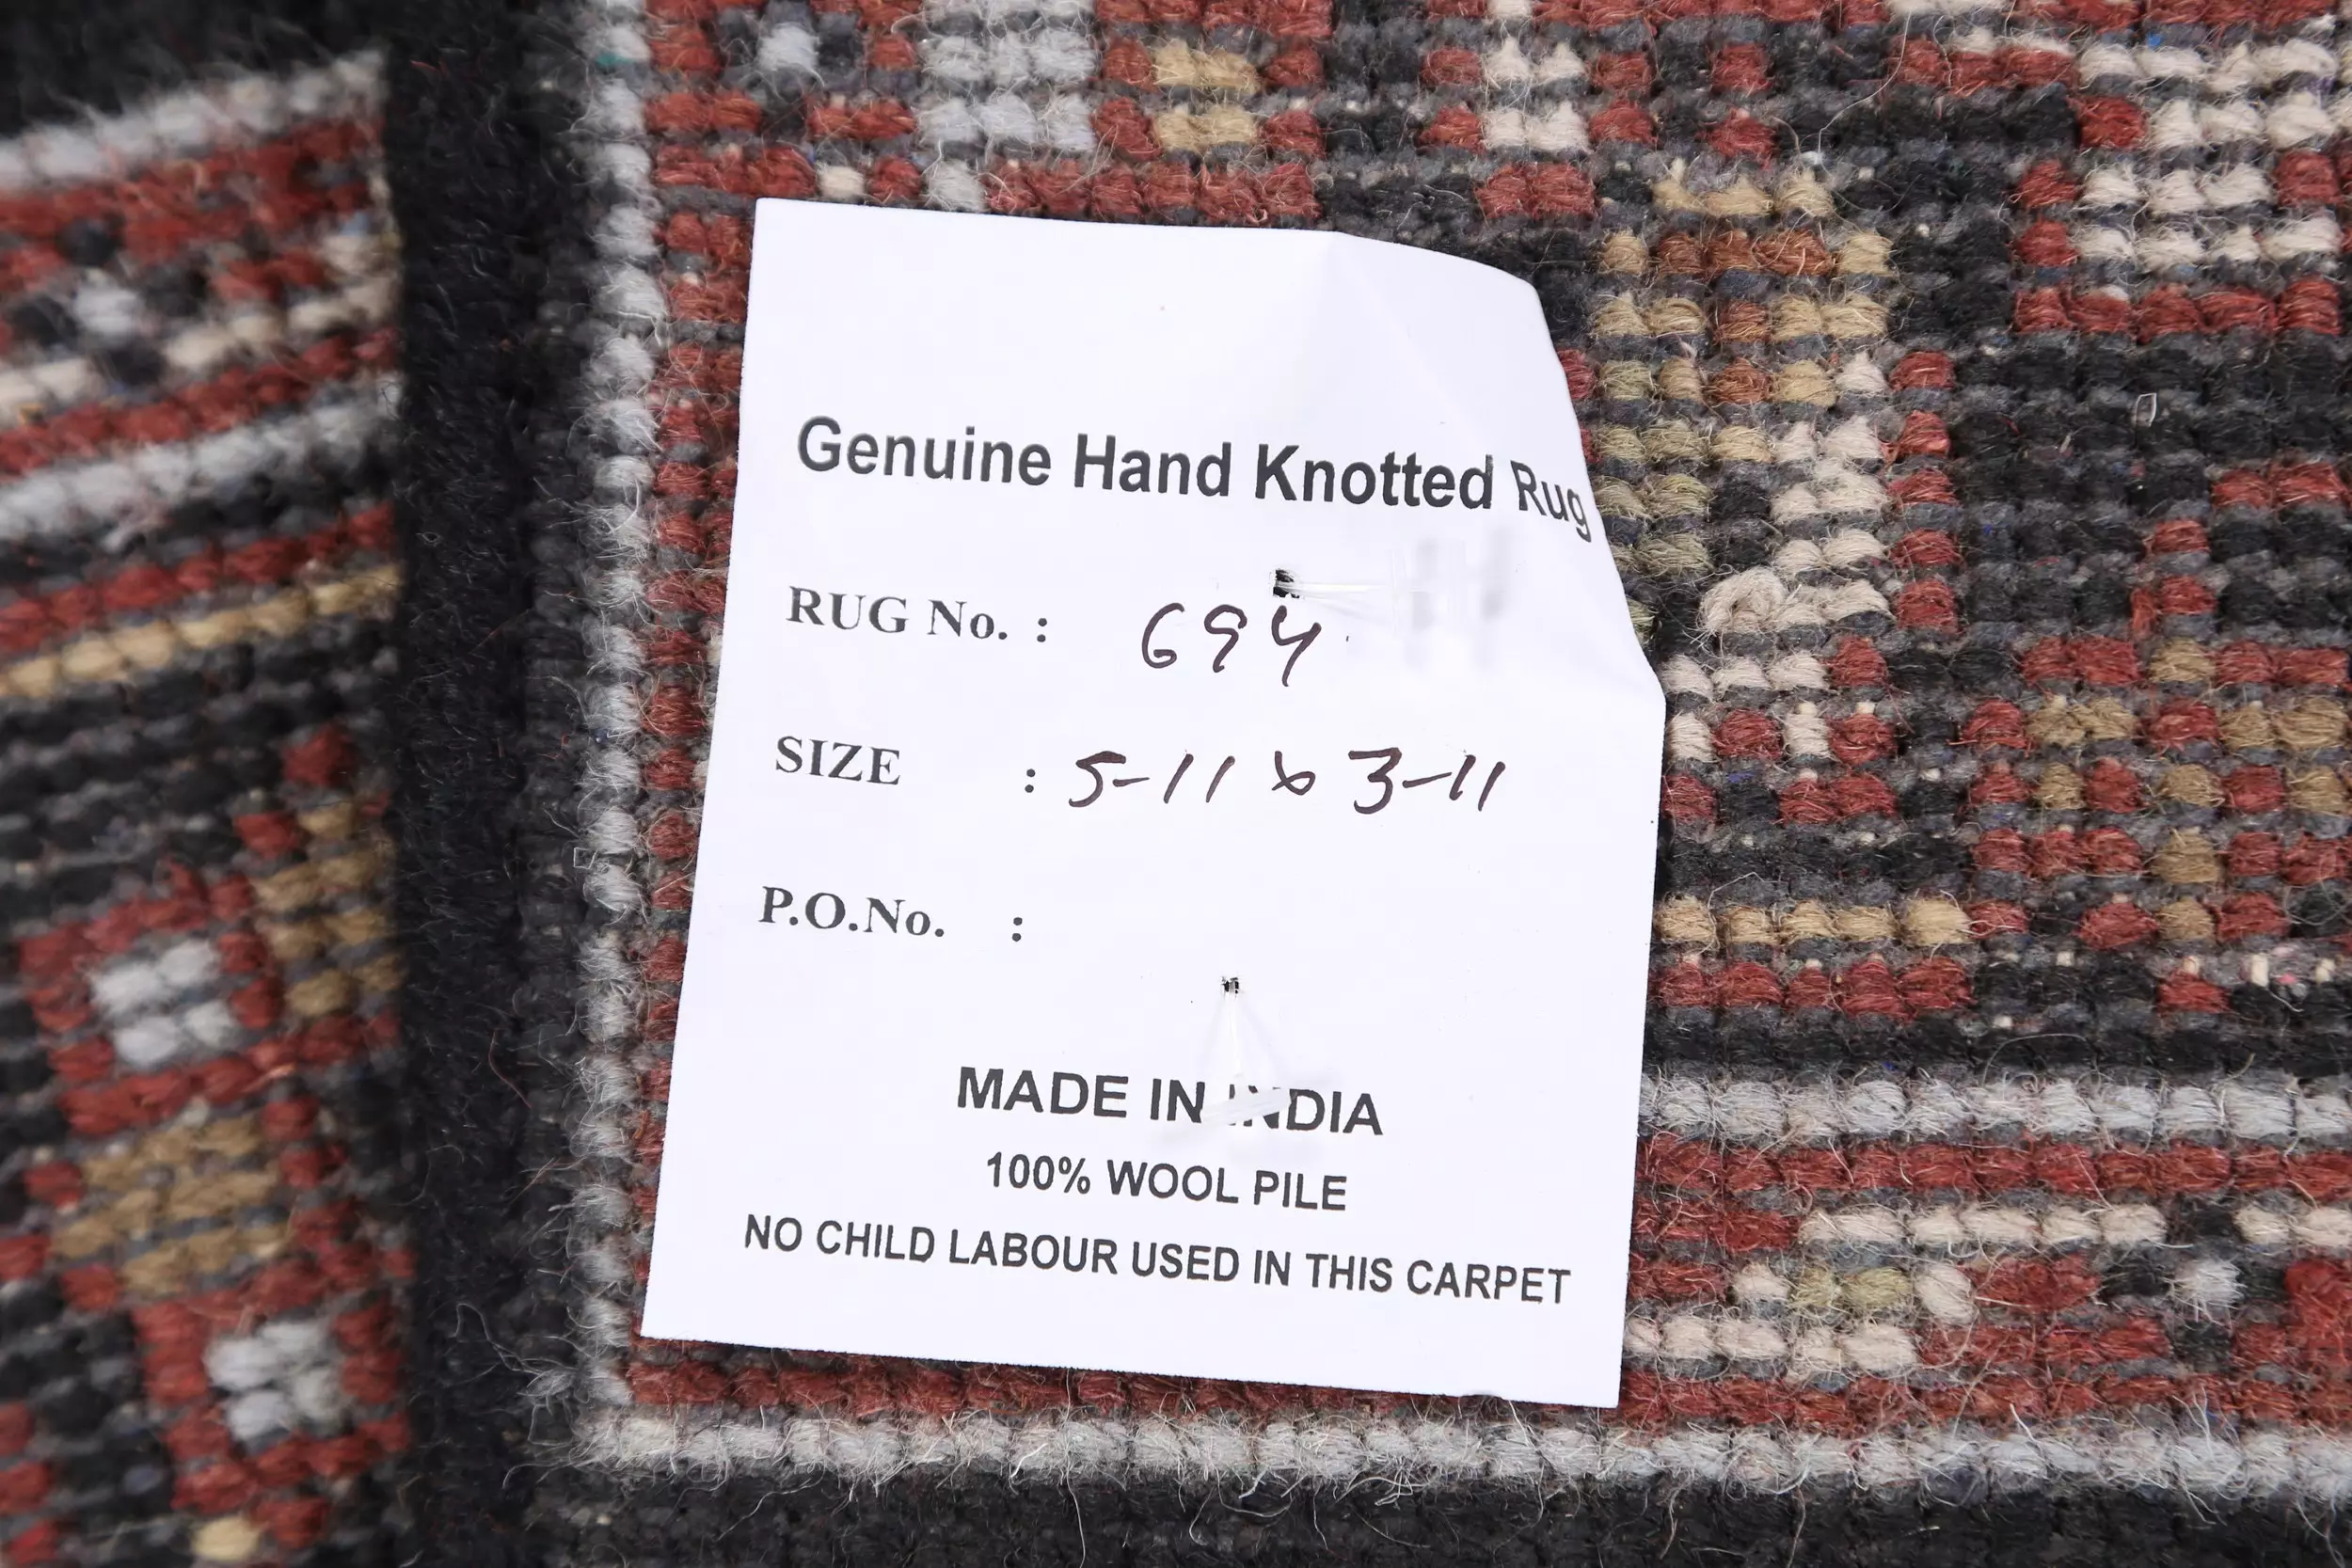 Genuine Hand Knotted Rug
RUG No. : 694
SIZE : 5-11 x 3-11
P.O.No. :
MADE IN INDIA
100% WOOL PILE
NO CHILD LABOUR USED IN THIS CARPET